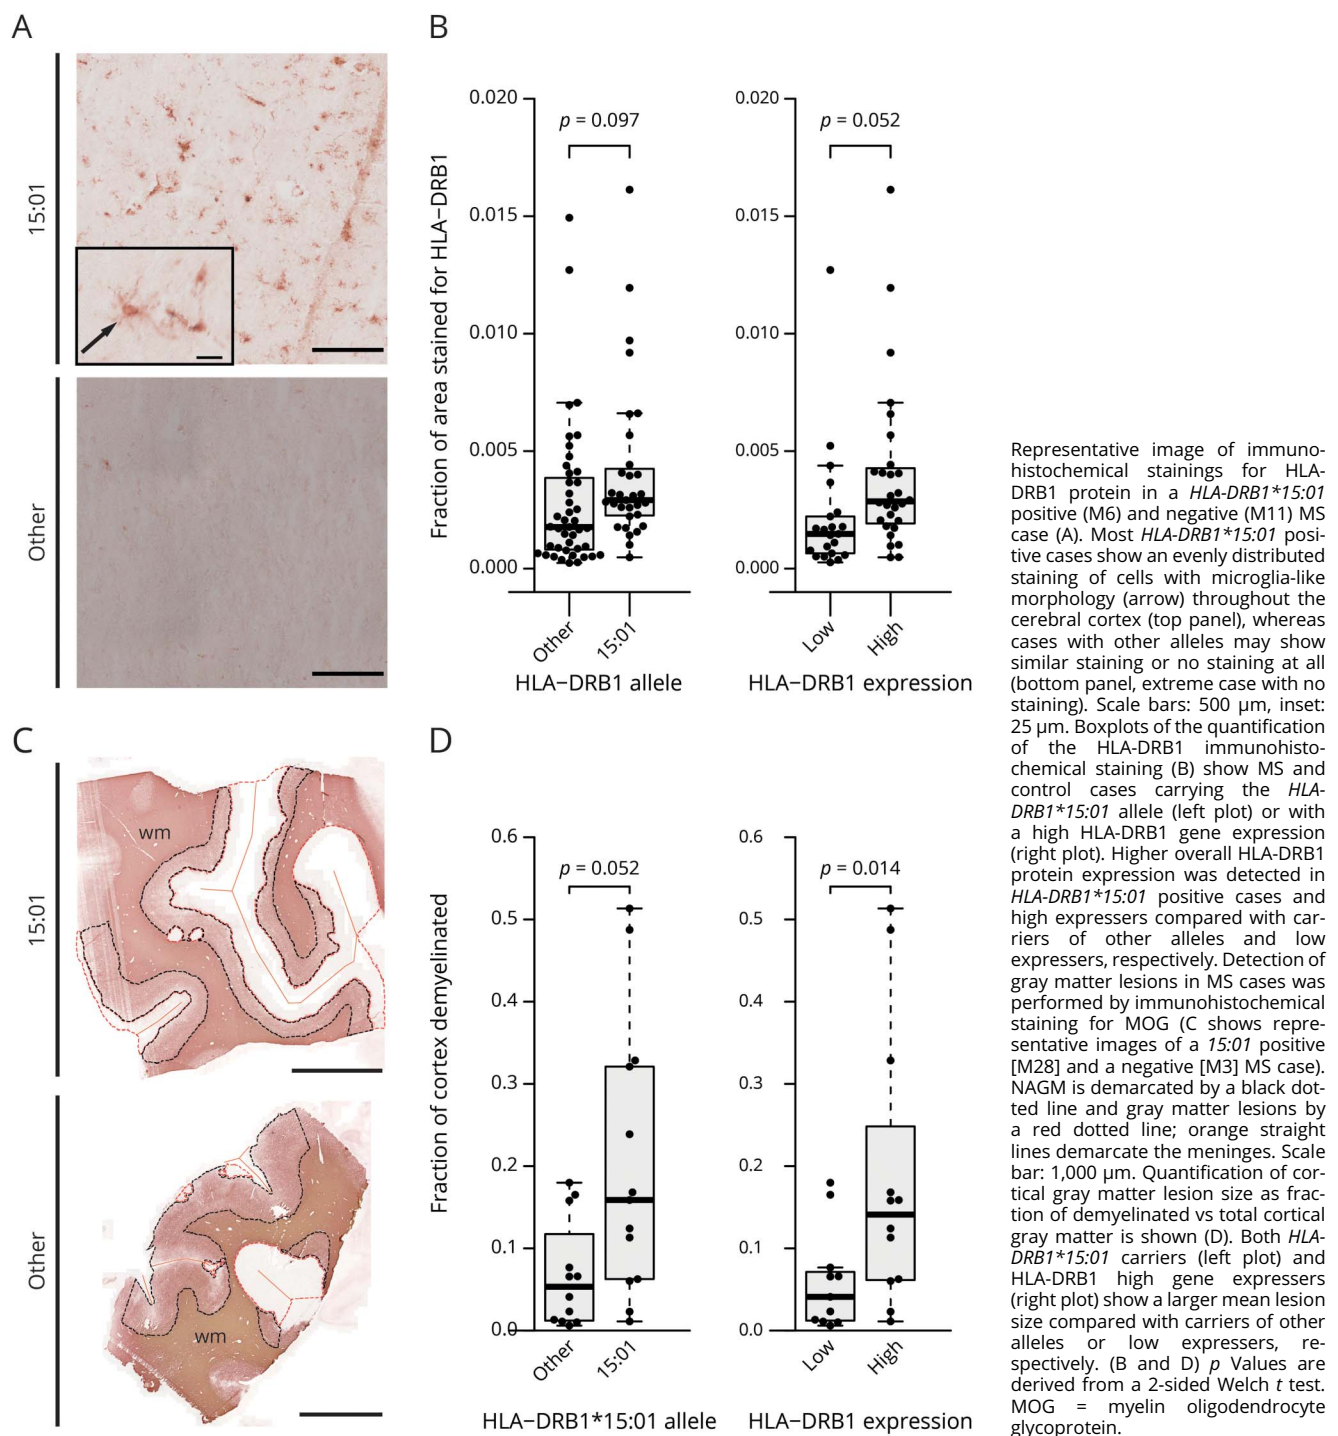 A
15:01
Other
B
Fraction of area stained for HLA−DRB1
0.020
0.015
0.010
0.005
0.000
p = 0.097
Other
15:01
HLA−DRB1 allele
0.020
0.015
0.010
0.005
0.000
p = 0.052
Low
High
HLA−DRB1 expression
C
15:01
wm
Other
wm
D
Fraction of cortex demyelinated
0.6
0.5
0.4
0.3
0.2
0.1
0.0
p = 0.052
Other
15:01
HLA−DRB1*15:01 allele
0.6
0.5
0.4
0.3
0.2
0.1
0.0
p = 0.014
Low
High
HLA−DRB1 expression
Representative image of immuno-
histochemical stainings for HLA-
DRB1 protein in a HLA-DRB1*15:01
positive (M6) and negative (M11) MS
case (A). Most HLA-DRB1*15:01 posi-
tive cases show an evenly distributed
staining of cells with microglia-like
morphology (arrow) throughout the
cerebral cortex (top panel), whereas
cases with other alleles may show
similar staining or no staining at all
(bottom panel, extreme case with no
staining). Scale bars: 500 μm, inset:
25 μm. Boxplots of the quantification
of the HLA-DRB1 immunohisto-
chemical staining (B) show MS and
control cases carrying the HLA-
DRB1*15:01 allele (left plot) or with
a high HLA-DRB1 gene expression
(right plot). Higher overall HLA-DRB1
protein expression was detected in
HLA-DRB1*15:01 positive cases and
high expressers compared with car-
riers of other alleles and low
expressers, respectively. Detection of
gray matter lesions in MS cases was
performed by immunohistochemical
staining for MOG (C shows repre-
sentative images of a 15:01 positive
[M28] and a negative [M3] MS case).
NAGM is demarcated by a black dot-
ted line and gray matter lesions by
a red dotted line; orange straight
lines demarcate the meninges. Scale
bar: 1,000 μm. Quantification of cor-
tical gray matter lesion size as frac-
tion of demyelinated vs total cortical
gray matter is shown (D). Both HLA-
DRB1*15:01 carriers (left plot) and
HLA-DRB1 high gene expressers
(right plot) show a larger mean lesion
size compared with carriers of other
alleles or low expressers, re-
spectively. (B and D) p Values are
derived from a 2-sided Welch t test.
MOG = myelin oligodendrocyte
glycoprotein.